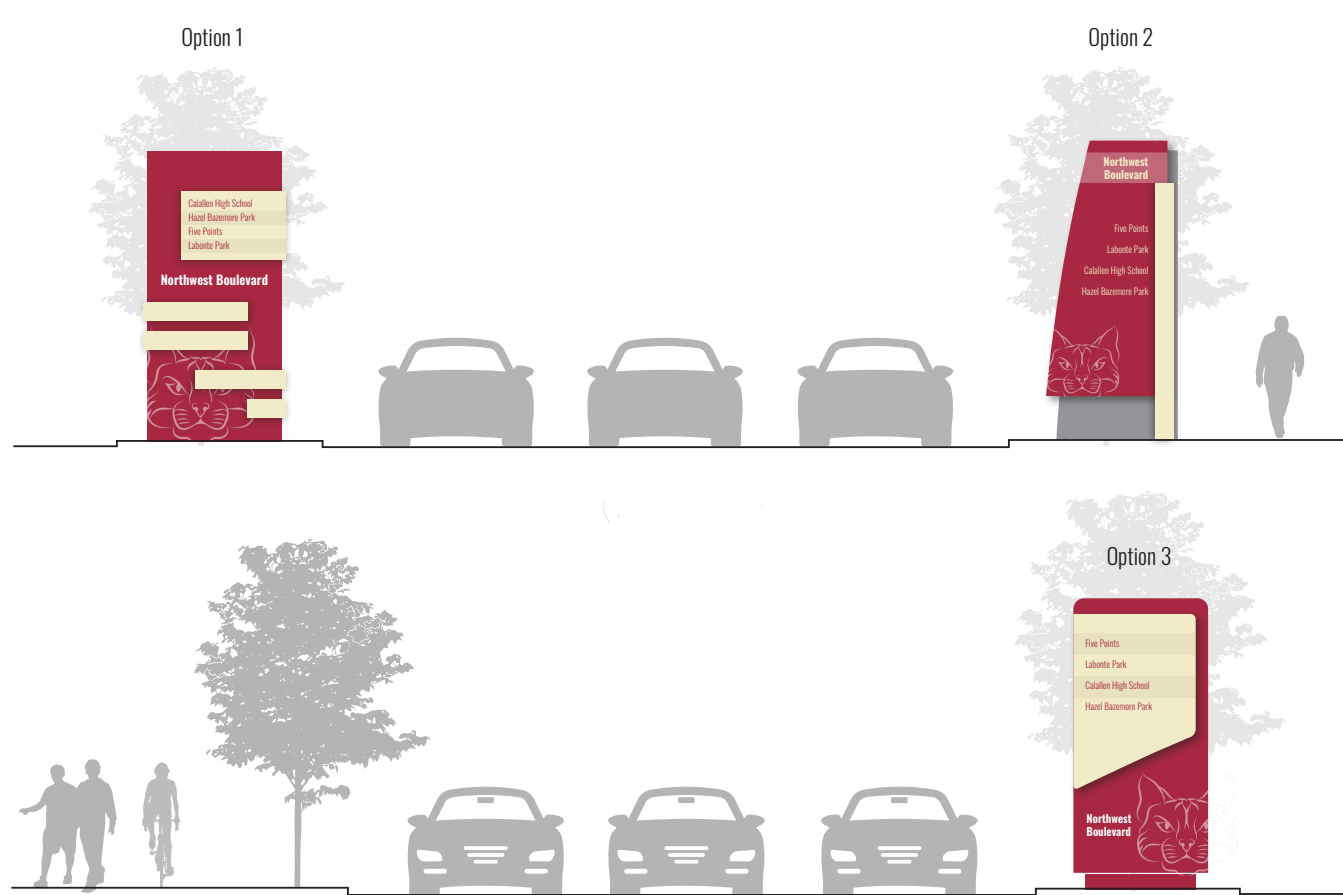 Option 1
Calallen High School
Hazel Bazemore Park
Five Points
Labonte Park
Northwest Boulevard
Option 2
Northwest
Boulevard
Five Points
Labonte Park
Calallen High School
Hazel Bazemore Park
Option 3
Five Points
Labonte Park
Calallen High School
Hazel Bazemore Park
Northwest
Boulevard